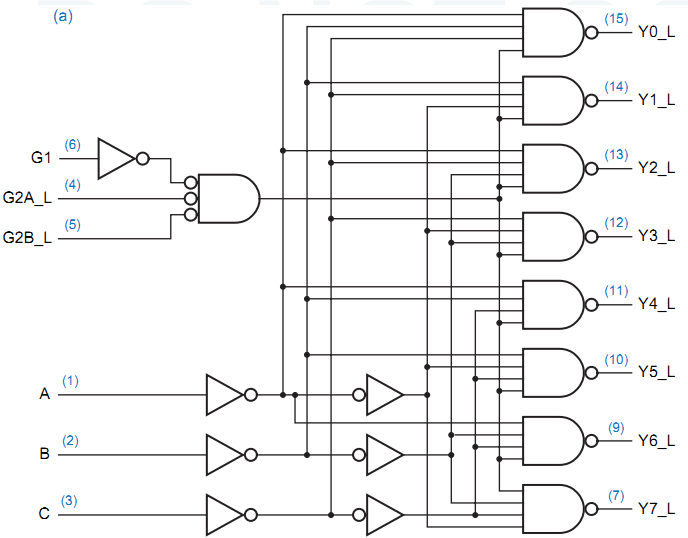 (a)
(15) Y0_L
(14) Y1_L
G1 (6)
(13) Y2_L
G2A_L (4)
G2B_L (5)
(12) Y3_L
(11) Y4_L
(10) Y5_L
A (1)
(9) Y6_L
B (2)
(7) Y7_L
C (3)